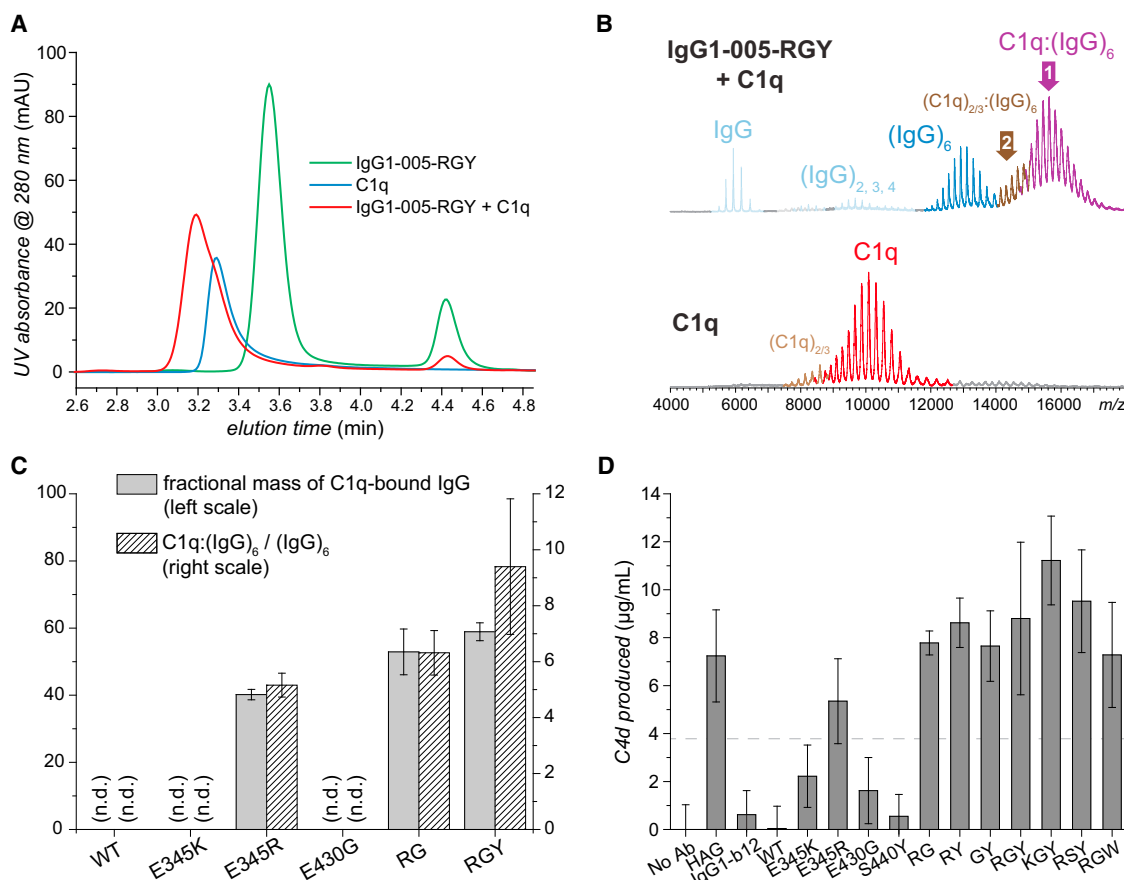 A
UV absorbance @ 280 nm (mAU)
100
80
60
40
20
0
IgG1-005-RGY
C1q
IgG1-005-RGY + C1q
2.6 2.8 3.0 3.2 3.4 3.6 3.8 4.0 4.2 4.4 4.6 4.8
elution time (min)
B
IgG1-005-RGY
+ C1q
C1q:(IgG)6
1
(C1q)2/3:(IgG)6
2
IgG
(IgG)6
(IgG)2, 3, 4
C1q
C1q
(C1q)2/3
4000 6000 8000 10000 12000 14000 16000 m/z
C
fractional mass of C1q-bound IgG
(left scale)
C1q:(IgG)6 / (IgG)6
(right scale)
100
80
60
40
20
0
12
10
8
6
4
2
0
(n.d.) (n.d.) (n.d.) (n.d.) (n.d.) (n.d.)
WT E345K E345R E430G RG RGY
D
C4d produced (µg/mL)
14
12
10
8
6
4
2
0
No Ab HAG IgG1-b12 WT E345K E345R E430G S440Y RG RY GY RGY KGY RSY RGW